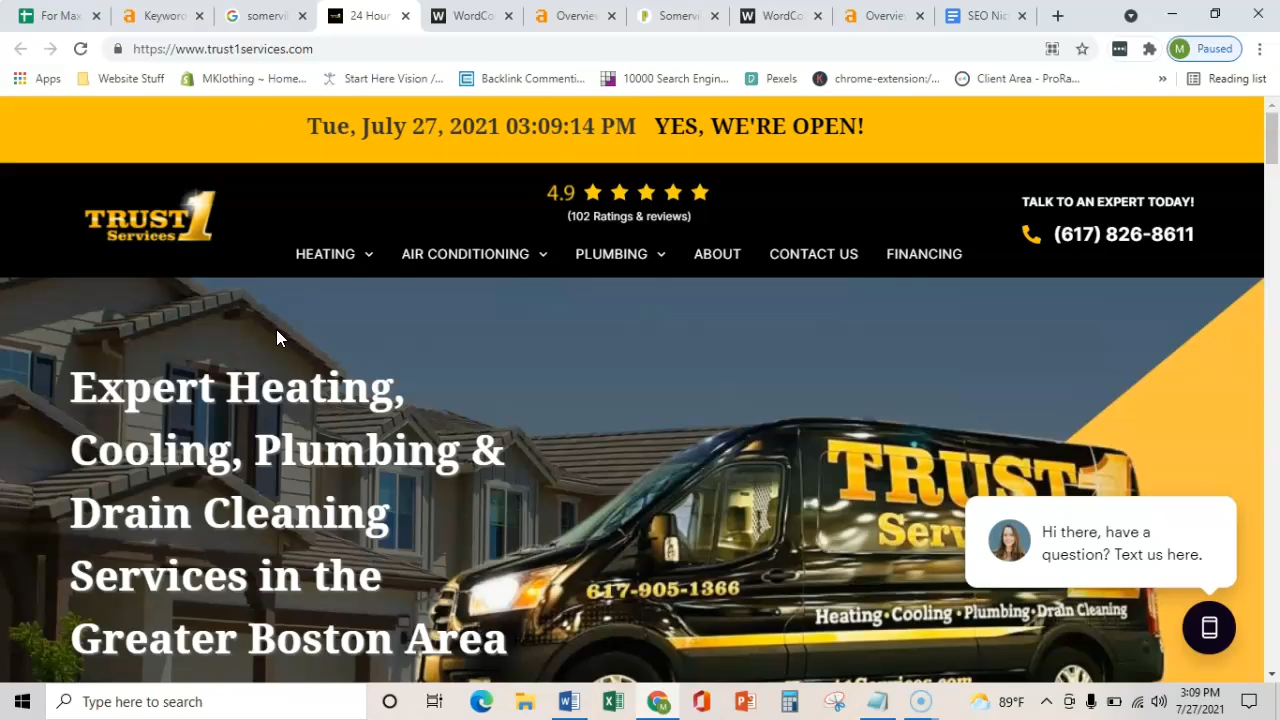 For Ma
Keywor
somervil
24 Hour
WordCo
Overvie
Somerv
WordCo
Overvie
SEO Nic
https://www.trust1services.com
M Paused
Apps
Website Stuff
MKlothing ~ Home...
Start Here Vision /...
Backlink Commenti...
10000 Search Engin...
Pexels
chrome-extension:/...
Client Area - ProRa...
»
Reading list
Tue, July 27, 2021 03:09:14 PM YES, WE'RE OPEN!
TRUST 1
Services
4.9
(102 Ratings & reviews)
TALK TO AN EXPERT TODAY!
(617) 826-8611
HEATING
AIR CONDITIONING
PLUMBING
ABOUT
CONTACT US
FINANCING
Expert Heating,
Cooling, Plumbing &
Drain Cleaning
Services in the
Greater Boston Area
TRUST 1
Serv
617-905-1366
Heating•Cooling•Plumbing•Drain Cleaning
Hi there, have a
question? Text us here.
Type here to search
89°F
3:09 PM
7/27/2021